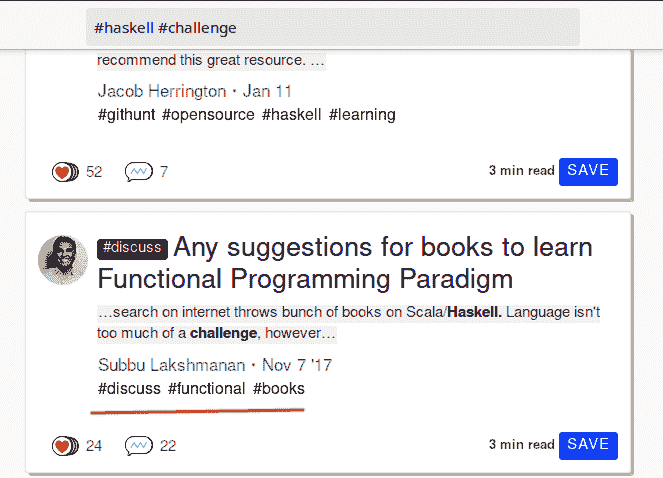 #haskell #challenge
recommend this great resource. …
Jacob Herrington・Jan 11
#githunt #opensource #haskell #learning
52 7 3 min read SAVE
#discuss Any suggestions for books to learn
Functional Programming Paradigm
…search on internet throws bunch of books on Scala/Haskell. Language isn't
too much of a challenge, however…
Subbu Lakshmanan・Nov 7 '17
#discuss #functional #books
24 22 3 min read SAVE